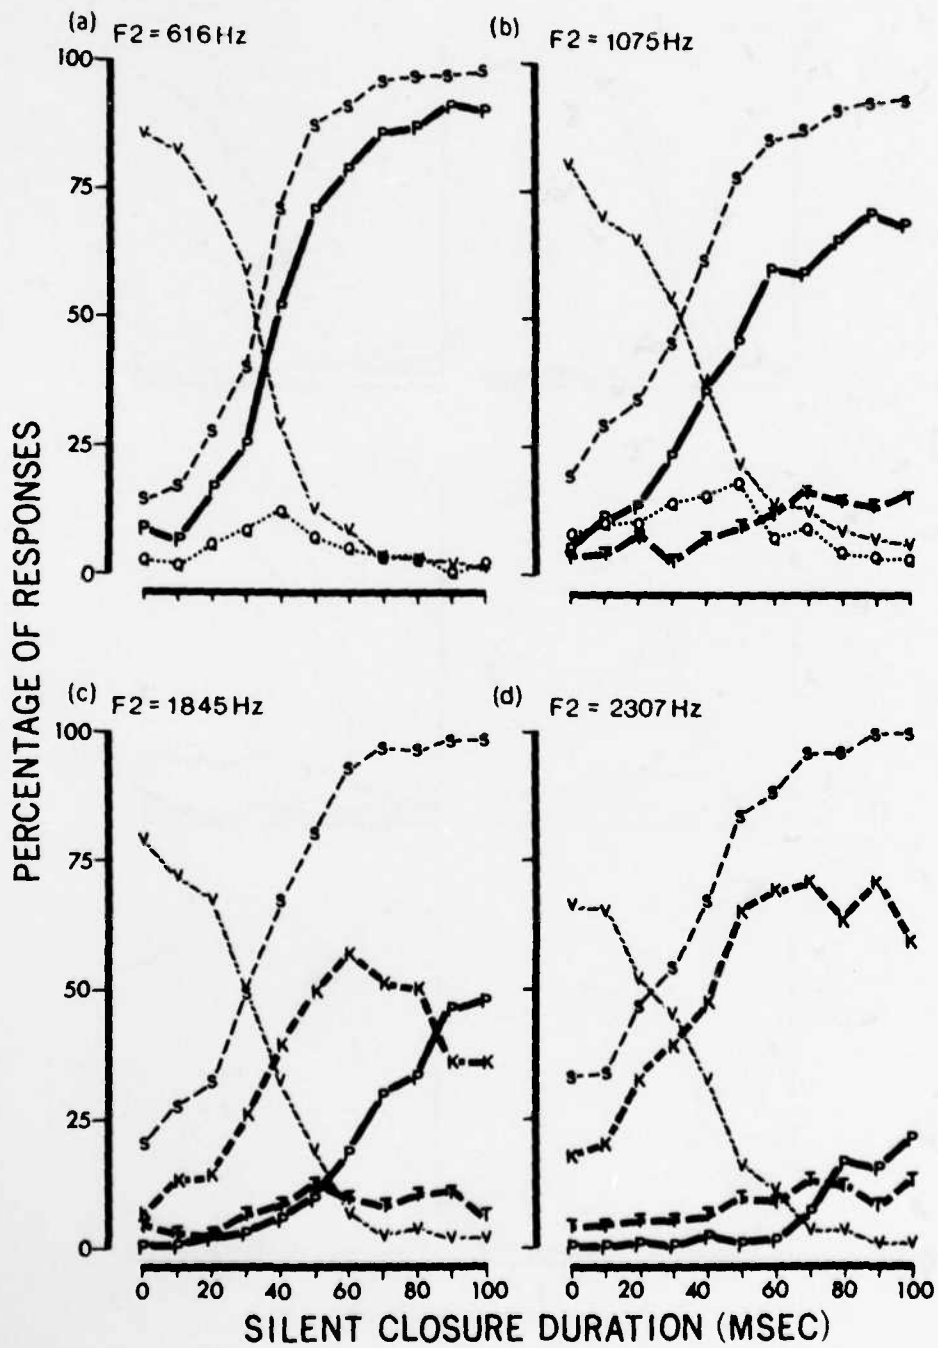 (a) F2 = 616 Hz
(b) F2 = 1075 Hz
100
75
50
25
0
(c) F2 = 1845 Hz
(d) F2 = 2307 Hz
100
75
50
25
0
0 20 40 60 80 100
0 20 40 60 80 100
PERCENTAGE OF RESPONSES
SILENT CLOSURE DURATION (MSEC)